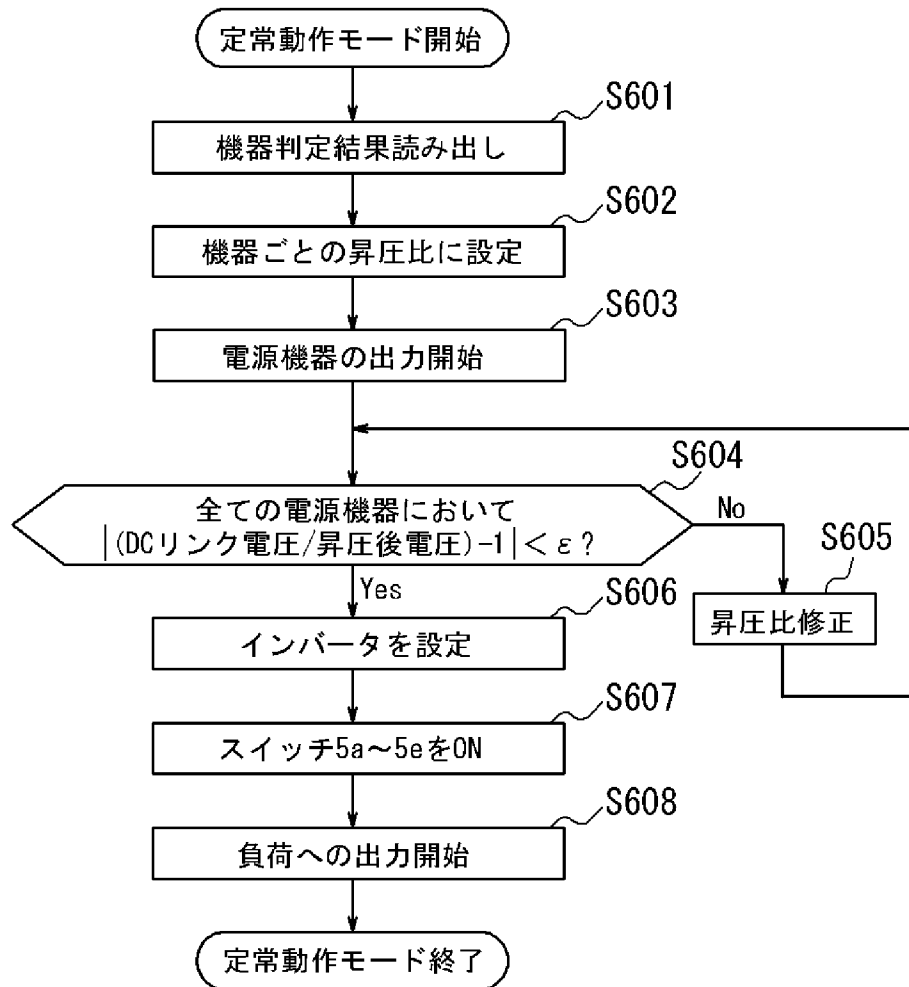 定常動作モード開始
S601
機器判定結果読み出し
S602
機器ごとの昇圧比に設定
S603
電源機器の出力開始
S604
全ての電源機器において
|(DCリンク電圧/昇圧後電圧)-1|<ε?
No
S605
昇圧比修正
Yes
S606
インバータを設定
S607
スイッチ5a～5eをON
S608
負荷への出力開始
定常動作モード終了